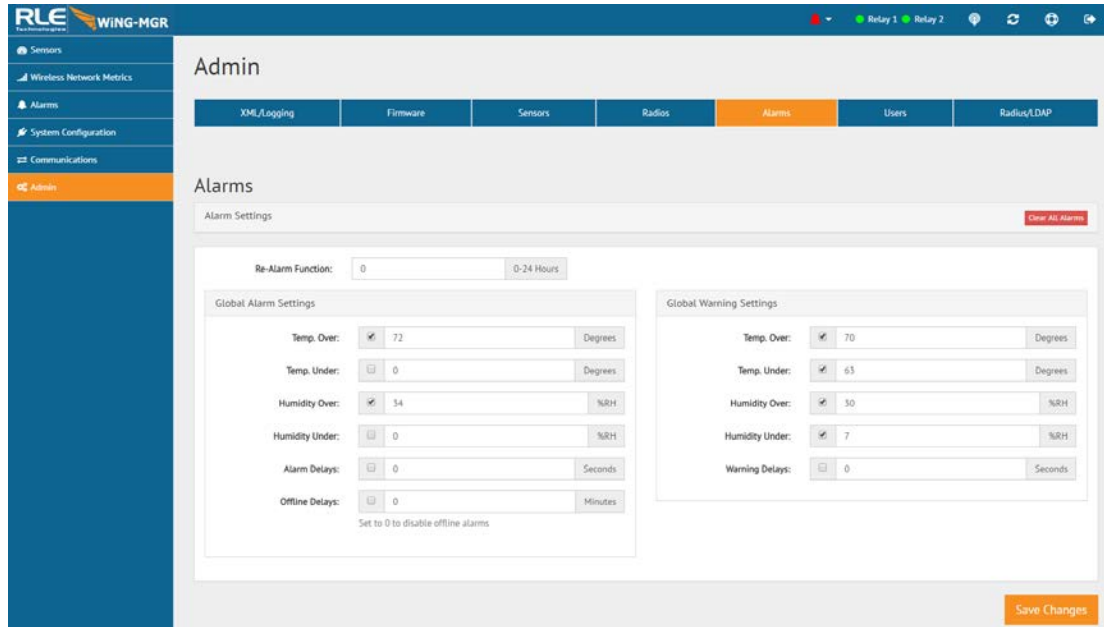 RLE WiNG-MGR
Technologies
Relay 1 Relay 2
Sensors
Wireless Network Metrics
Alarms
System Configuration
Communications
Admin
Admin
XML/Logging Firmware Sensors Radios Alarms Users Radius/LDAP
Alarms
Alarm Settings Clear All Alarms
Re-Alarm Function: 0 0-24 Hours
Global Alarm Settings
Temp. Over: 72 Degrees
Temp. Under: 0 Degrees
Humidity Over: 34 %RH
Humidity Under: 0 %RH
Alarm Delays: 0 Seconds
Offline Delays: 0 Minutes
Set to 0 to disable offline alarms
Global Warning Settings
Temp. Over: 70 Degrees
Temp. Under: 63 Degrees
Humidity Over: 30 %RH
Humidity Under: 7 %RH
Warning Delays: 0 Seconds
Save Changes